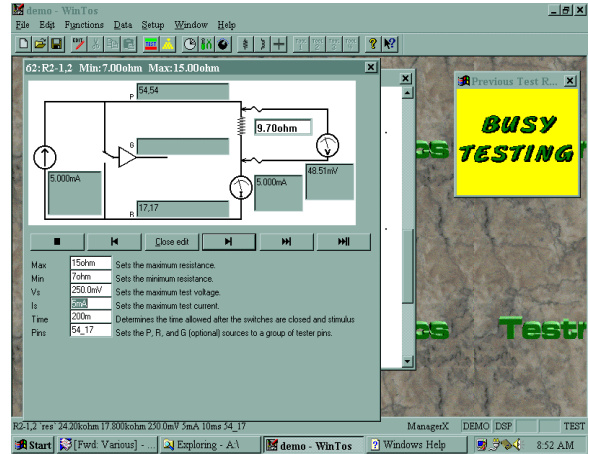 demo - WinTos
File Edit Functions Data Setup Window Help
TEST
62:R2-1,2 Min:7.00ohm Max:15.00ohm
P 54,54
9.70ohm
G
V
5.000mA
I
5.000mA
48.51mV
R 17,17
Close edit
Max 15ohm Sets the maximum resistance.
Min 7ohm Sets the minimum resistance.
Vs 250.0mV Sets the maximum test voltage.
Is 5mA Sets the maximum test current.
Time 200m Determines the time allowed after the switches are closed and stimulus
Pins 54_17 Sets the P, R, and G (optional) sources to a group of tester pins.
Previous Test R...
BUSY
TESTING
cs
cs Testr
R2-1,2 'res' 24.20kohm 17.800kohm 250.0mV 5mA 10ms 54_17 ManagerX DEMO DSP TEST
Start [Fwd: Various] - ... Exploring - A:\ demo - WinTos Windows Help 8:52 AM